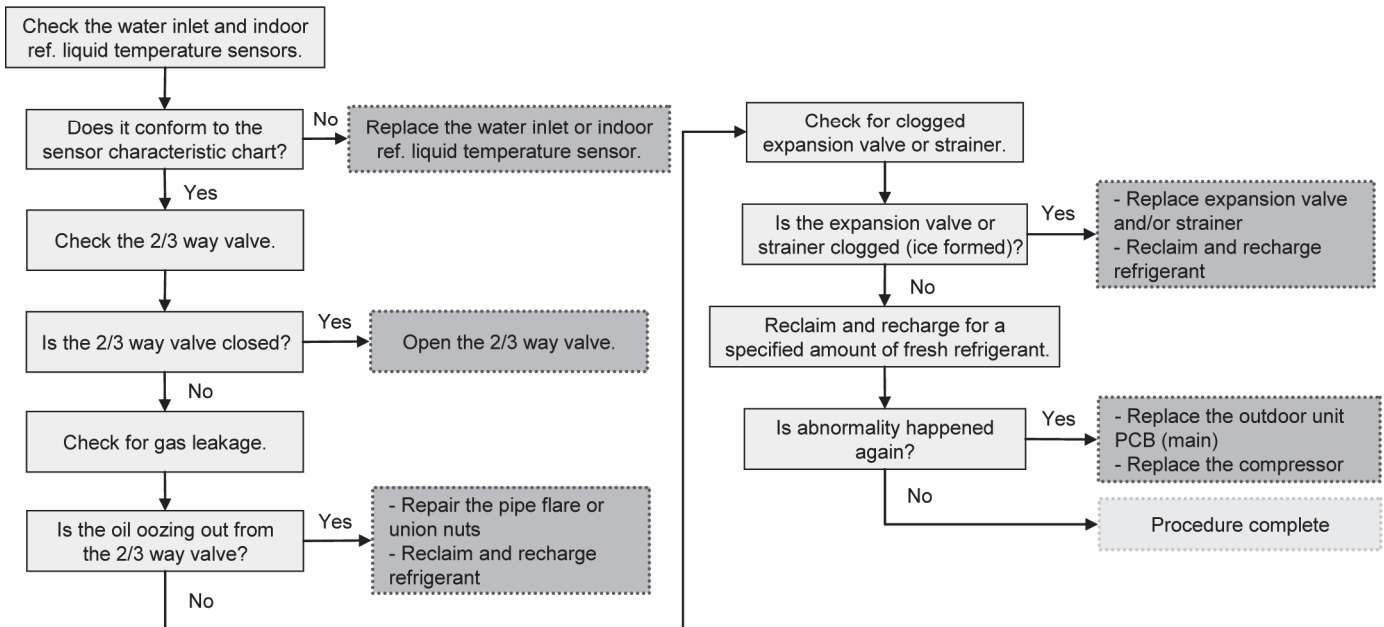 Check the water inlet and indoor
ref. liquid temperature sensors.
Does it conform to the
sensor characteristic chart?
No
Replace the water inlet or indoor
ref. liquid temperature sensor.
Yes
Check the 2/3 way valve.
Is the 2/3 way valve closed?
Yes
Open the 2/3 way valve.
No
Check for gas leakage.
Is the oil oozing out from
the 2/3 way valve?
Yes
- Repair the pipe flare or
union nuts
- Reclaim and recharge
refrigerant
No
Check for clogged
expansion valve or strainer.
Is the expansion valve or
strainer clogged (ice formed)?
Yes
- Replace expansion valve
and/or strainer
- Reclaim and recharge
refrigerant
No
Reclaim and recharge for a
specified amount of fresh refrigerant.
Is abnormality happened
again?
Yes
- Replace the outdoor unit
PCB (main)
- Replace the compressor
No
Procedure complete